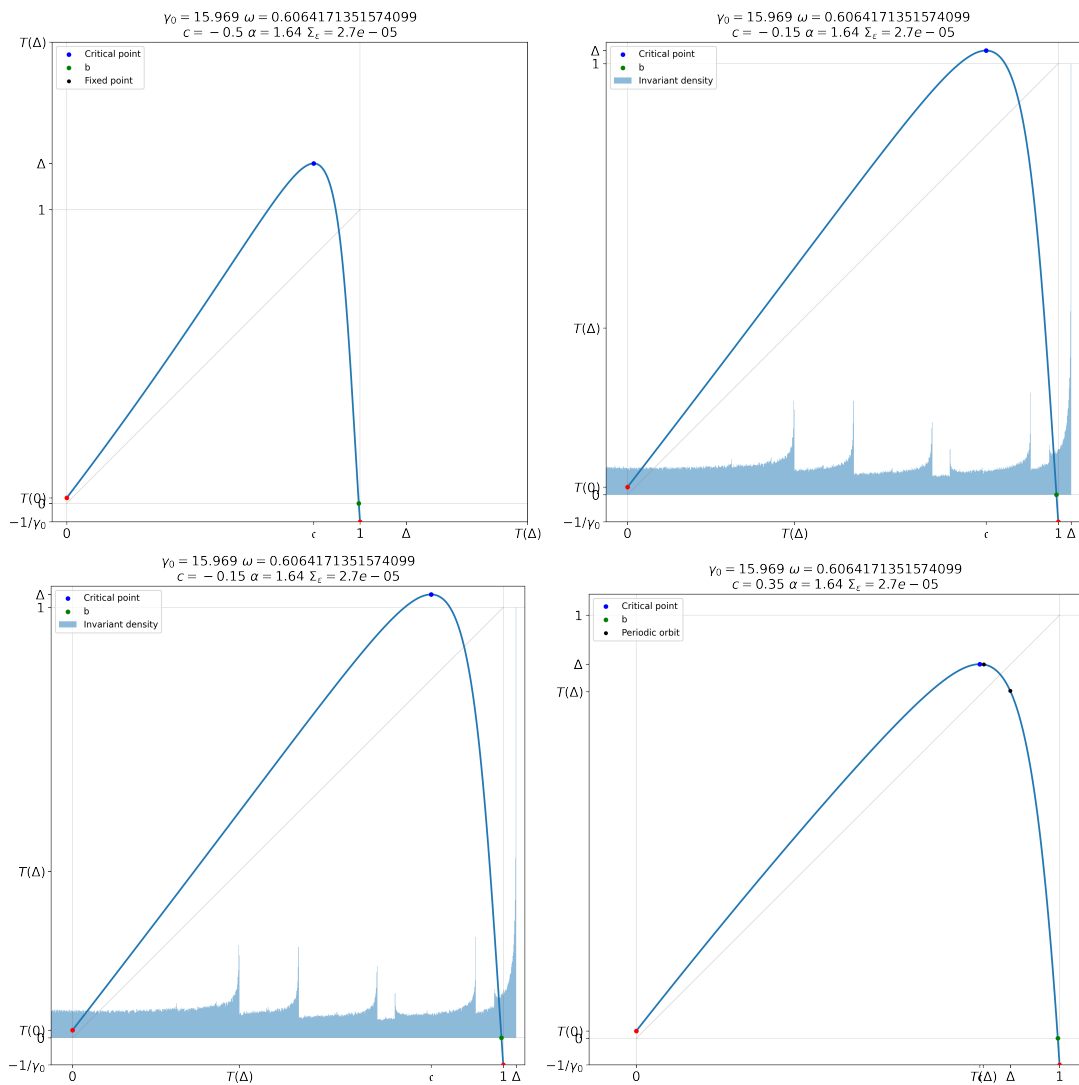 γ₀ = 15.969 ω = 0.6064171351574099
c = −0.5 α = 1.64 Σ_ε = 2.7e − 05
T(Δ)
Critical point
b
Fixed point
Δ
1
T(0)
0
−1/γ₀
0
c
1
Δ
T(Δ)
γ₀ = 15.969 ω = 0.6064171351574099
c = −0.15 α = 1.64 Σ_ε = 2.7e − 05
Δ
1
Critical point
b
Invariant density
T(Δ)
T(0)
0
−1/γ₀
0
T(Δ)
c
1
Δ
γ₀ = 15.969 ω = 0.6064171351574099
c = −0.15 α = 1.64 Σ_ε = 2.7e − 05
Δ
1
Critical point
b
Invariant density
T(Δ)
T(0)
0
−1/γ₀
0
T(Δ)
c
1
Δ
γ₀ = 15.969 ω = 0.6064171351574099
c = 0.35 α = 1.64 Σ_ε = 2.7e − 05
Critical point
b
Periodic orbit
1
Δ
T(Δ)
T(0)
0
−1/γ₀
0
T(Δ)
Δ
1